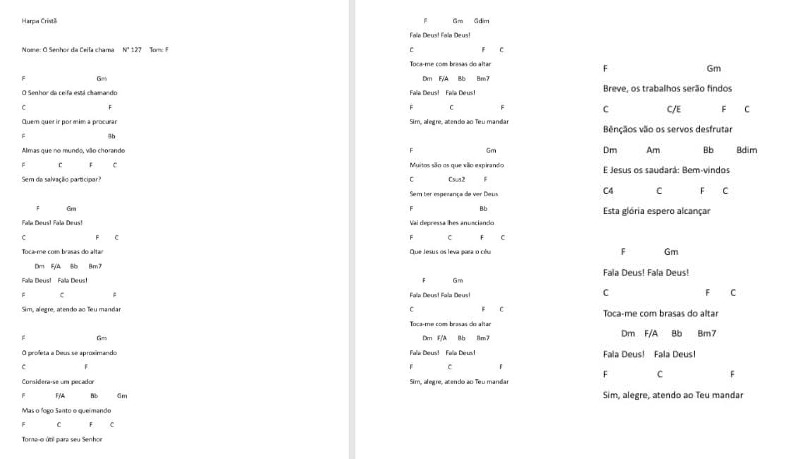 Harpa Cristã
Nome: O Senhor da Ceifa chama N° 127 Tom: F
F Gm
O Senhor da ceifa está chamando
C F
Quem quer ir por mim a procurar
F Bb
Almas que no mundo, vão chorando
F C F C
Sem da salvação participar?
F Gm
Fala Deus! Fala Deus!
C F C
Toca-me com brasas do altar
Dm F/A Bb Bm7
Fala Deus! Fala Deus!
F C F
Sim, alegre, atendo ao Teu mandar
F Gm
O profeta a Deus se aproximando
C F
Considera-se um pecador
F F/A Bb Gm
Mas o fogo Santo o queimando
F C F C
Torna-o útil para seu Senhor
F Gm Gdim
Fala Deus! Fala Deus!
C F C
Toca-me com brasas do altar
Dm F/A Bb Bm7
Fala Deus! Fala Deus!
F C F
Sim, alegre, atendo ao Teu mandar
F Gm
Muitos são os que vão expirando
C Csus2 F
Sem ter esperança de ver Deus
F Bb
Vai depressa lhes anunciando
F C F C
Que Jesus os leva para o céu
F Gm
Fala Deus! Fala Deus!
C F C
Toca-me com brasas do altar
Dm F/A Bb Bm7
Fala Deus! Fala Deus!
F C F
Sim, alegre, atendo ao Teu mandar
F Gm
Breve, os trabalhos serão findos
C C/E F C
Bênçãos vão os servos desfrutar
Dm Am Bb Bdim
E Jesus os saudará: Bem-vindos
C4 C F C
Esta glória espero alcançar
F Gm
Fala Deus! Fala Deus!
C F C
Toca-me com brasas do altar
Dm F/A Bb Bm7
Fala Deus! Fala Deus!
F C F
Sim, alegre, atendo ao Teu mandar